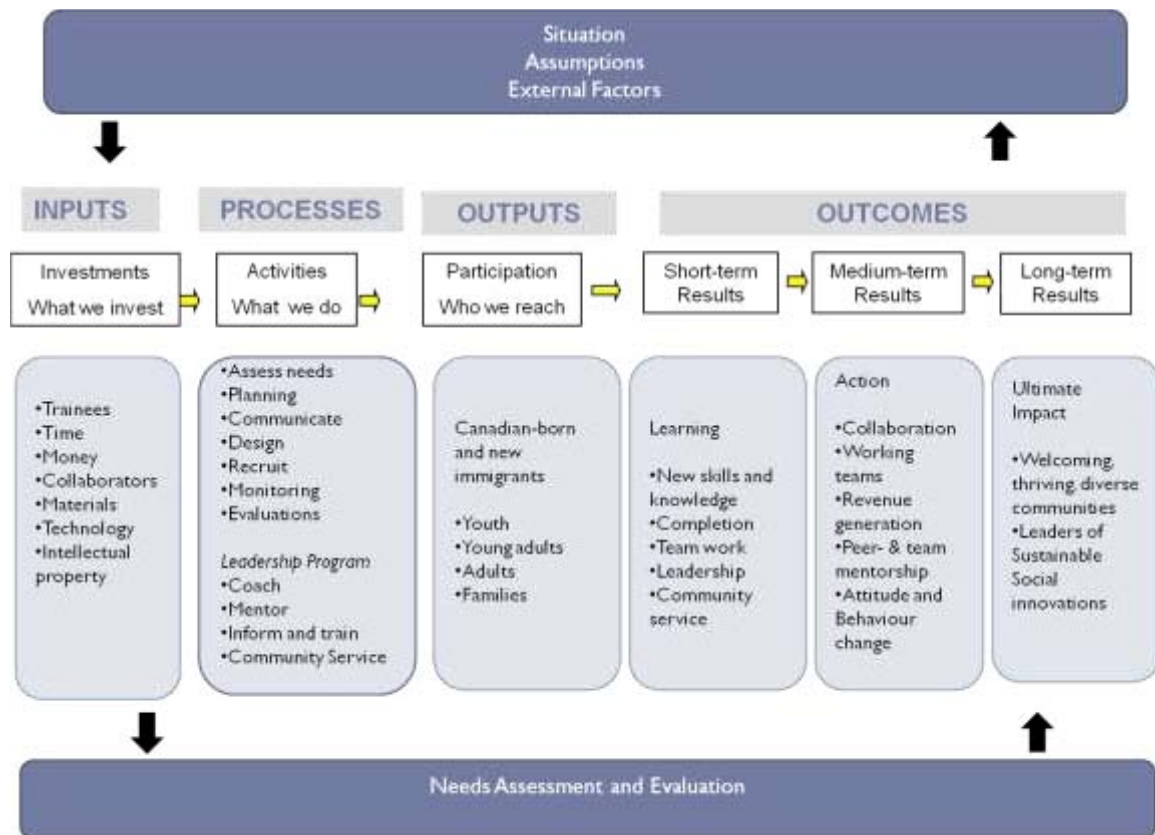 Situation
Assumptions
External Factors
INPUTS
PROCESSES
OUTPUTS
OUTCOMES
Investments
What we invest
Activities
What we do
Participation
Who we reach
Short-term
Results
Medium-term
Results
Long-term
Results
•Trainees
•Time
•Money
•Collaborators
•Materials
•Technology
•Intellectual
property
•Assess needs
•Planning
•Communicate
•Design
•Recruit
•Monitoring
•Evaluations
Leadership Program
•Coach
•Mentor
•Inform and train
•Community Service
Canadian-born
and new
immigrants
•Youth
•Young adults
•Adults
•Families
Learning
•New skills and
knowledge
•Completion
•Team work
•Leadership
•Community
service
Action
•Collaboration
•Working
teams
•Revenue
generation
•Peer- & team
mentorship
•Attitude and
Behaviour
change
Ultimate
Impact
•Welcoming,
thriving, diverse
communities
•Leaders of
Sustainable
Social
innovations
Needs Assessment and Evaluation